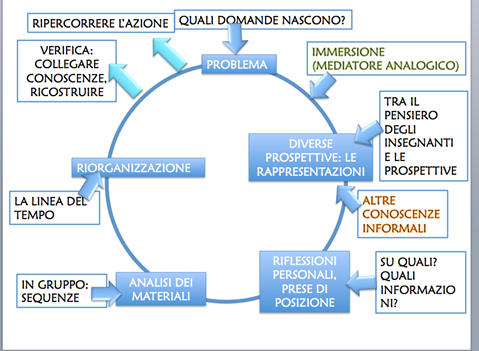 RIPERCORRERE L'AZIONE
QUALI DOMANDE NASCONO?
VERIFICA:
COLLEGARE
CONOSCENZE,
RICOSTRUIRE
PROBLEMA
IMMERSIONE
(MEDIATORE ANALOGICO)
TRA IL
PENSIERO
DEGLI
INSEGNANTI
E LE
PROSPETTIVE
DIVERSE
PROSPETTIVE: LE
RAPPRESENTAZIONI
RIORGANIZZAZIONE
LA LINEA DEL
TEMPO
ALTRE
CONOSCENZE
INFORMALI
RIFLESSIONI
PERSONALI,
PRESE DI
POSIZIONE
SU QUALI?
QUALI
INFORMAZIO
NI?
ANALISI DEI
MATERIALI
IN GRUPPO:
SEQUENZE